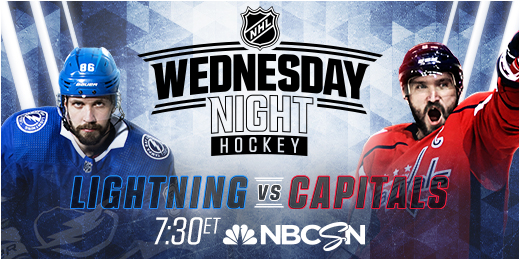 NHL
86
WEDNESDAY
NIGHT
HOCKEY
LIGHTNING VS CAPITALS
7:30ET NBCSN